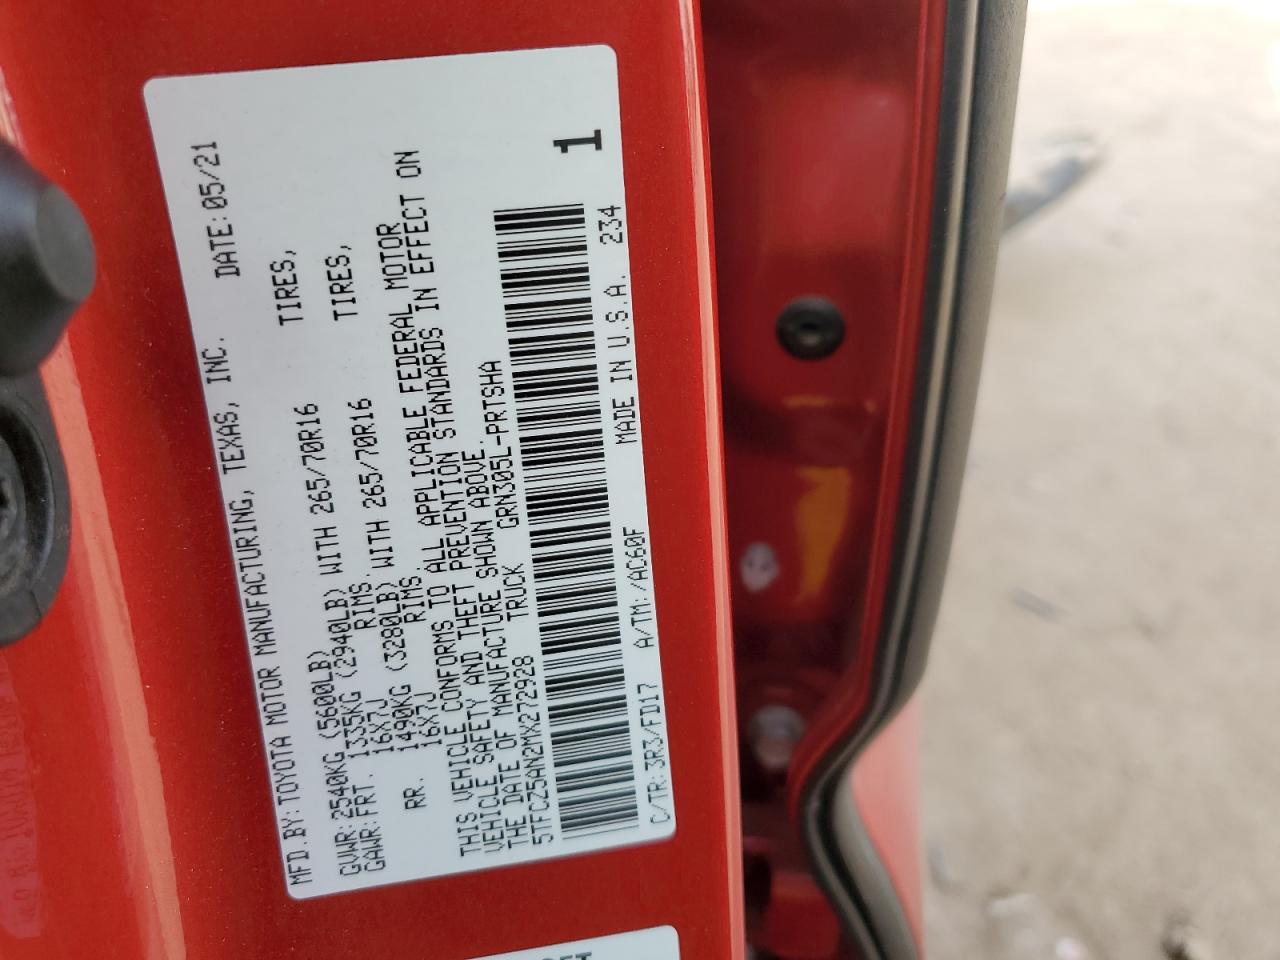 MFD.BY:TOYOTA MOTOR MANUFACTURING, TEXAS, INC. DATE:05/21
GVWR:2540KG (5600LB)
GAWR:FRT. 1335KG (2940LB) WITH 265/70R16 TIRES,
16X7J RIMS.
RR. 1490KG (3280LB) WITH 265/70R16 TIRES,
16X7J RIMS.
THIS VEHICLE CONFORMS TO ALL APPLICABLE FEDERAL MOTOR
VEHICLE SAFETY AND THEFT PREVENTION STANDARDS IN EFFECT ON
THE DATE OF MANUFACTURE SHOWN ABOVE.
5TFCZ5AN2MX272928 TRUCK GRN305L-PRTSHA
1
C/TR:3R3/FD17 A/TM:/AC60F MADE IN U.S.A. 234